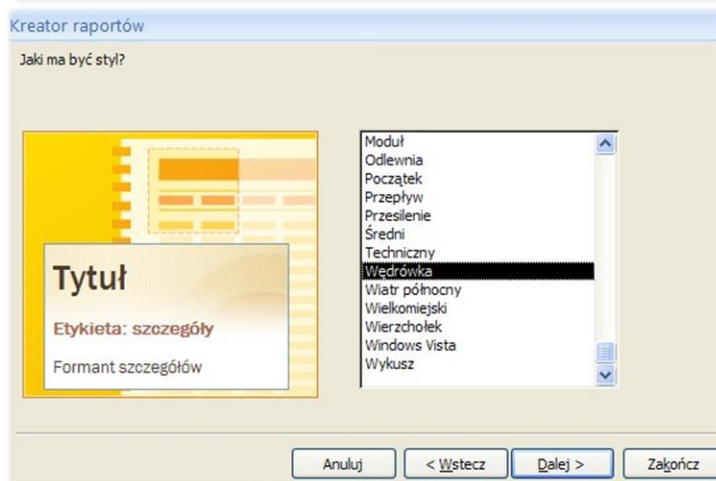 Kreator raportów
Jaki ma być styl?
Tytuł
Etykieta: szczegóły
Formant szczegółów
Moduł
Odlewnia
Początek
Przepływ
Przesilenie
Średni
Techniczny
Wędrówka
Wiatr północny
Wielkomiejski
Wierzchołek
Windows Vista
Wykusz
Anuluj
< Wstecz
Dalej >
Zakończ